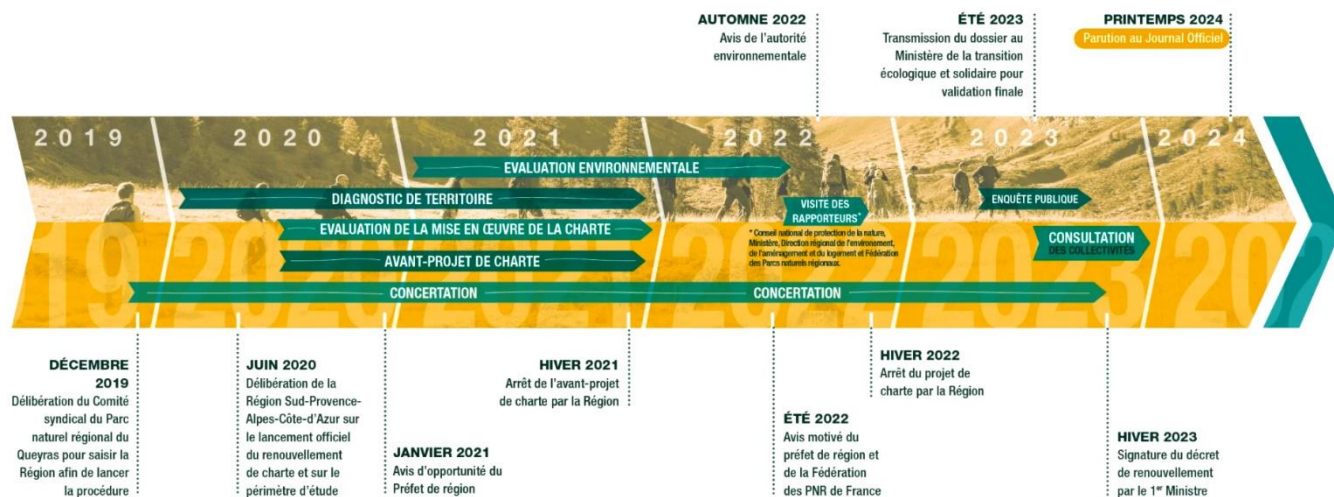 AUTOMNE 2022
Avis de l'autorité
environnementale
ÉTÉ 2023
Transmission du dossier au
Ministère de la transition
écologique et solidaire pour
validation finale
PRINTEMPS 2024
Parution au Journal Officiel
2019
2020
2021
2022
2023
2024
EVALUATION ENVIRONNEMENTALE
DIAGNOSTIC DE TERRITOIRE
VISITE DES
RAPPORTEURS*
ENQUÊTE PUBLIQUE
EVALUATION DE LA MISE EN ŒUVRE DE LA CHARTE
* Conseil national de protection de la nature,
Ministère, Direction régional de l'environement,
de l'aménagement et du logement et Fédération
des Parcs naturels régionaux.
CONSULTATION
DES COLLECTIVITÉS
AVANT-PROJET DE CHARTE
CONCERTATION
CONCERTATION
2019
2020
2021
2022
2023
202
DÉCEMBRE
2019
Délibération du Comité
syndical du Parc
naturel régional du
Queyras pour saisir la
Région afin de lancer
la procédure
JUIN 2020
Délibération de la
Région Sud-Provence-
Alpes-Côte-d'Azur sur
le lancement officiel
du renouvellement
de charte et sur le
périmètre d'étude
JANVIER 2021
Avis d'opportunité du
Préfet de région
HIVER 2021
Arrêt de l'avant-projet
de charte par la Région
ÉTÉ 2022
Avis motivé du
préfet de région et
de la Fédération
des PNR de France
HIVER 2022
Arrêt du projet de
charte par la Région
HIVER 2023
Signature du décret
de renouvellement
par le 1er Ministre